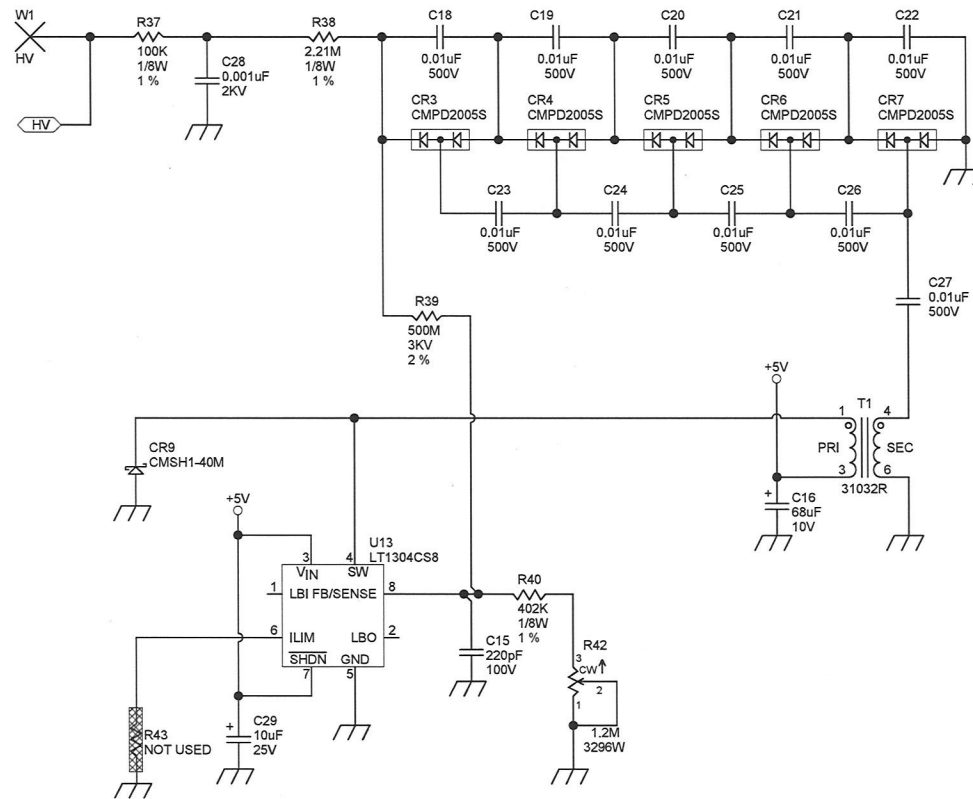 W1
HV
HV
R37
100K
1/8W
1 %
C28
0.001uF
2KV
R38
2.21M
1/8W
1 %
C18
0.01uF
500V
C19
0.01uF
500V
C20
0.01uF
500V
C21
0.01uF
500V
C22
0.01uF
500V
CR3
CMPD2005S
CR4
CMPD2005S
CR5
CMPD2005S
CR6
CMPD2005S
CR7
CMPD2005S
C23
0.01uF
500V
C24
0.01uF
500V
C25
0.01uF
500V
C26
0.01uF
500V
C27
0.01uF
500V
R39
500M
3KV
2 %
+5V
T1
1
4
PRI
SEC
3
6
31032R
+
C16
68uF
10V
CR9
CMSH1-40M
+5V
U13
LT1304CS8
3
4
VIN
SW
1
LBI FB/SENSE
8
6
ILIM
LBO
2
SHDN
GND
7
5
R40
402K
1/8W
1 %
C15
220pF
100V
R42
3
CW
2
1
1.2M
3296W
R43
NOT USED
+
C29
10uF
25V